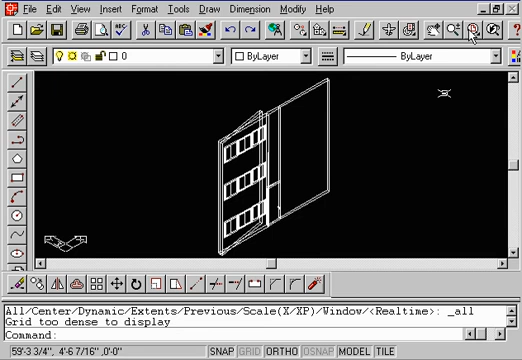 File Edit View Insert Format Tools Draw Dimension Modify Help
0 ByLayer ByLayer
All/Center/Dynamic/Extents/Previous/Scale(X/XP)/Window/<Realtime>: _all
Grid too dense to display
Command:
59'-3 3/4", 4'-6 7/16" ,0'-0" SNAP GRID ORTHO OSNAP MODEL TILE